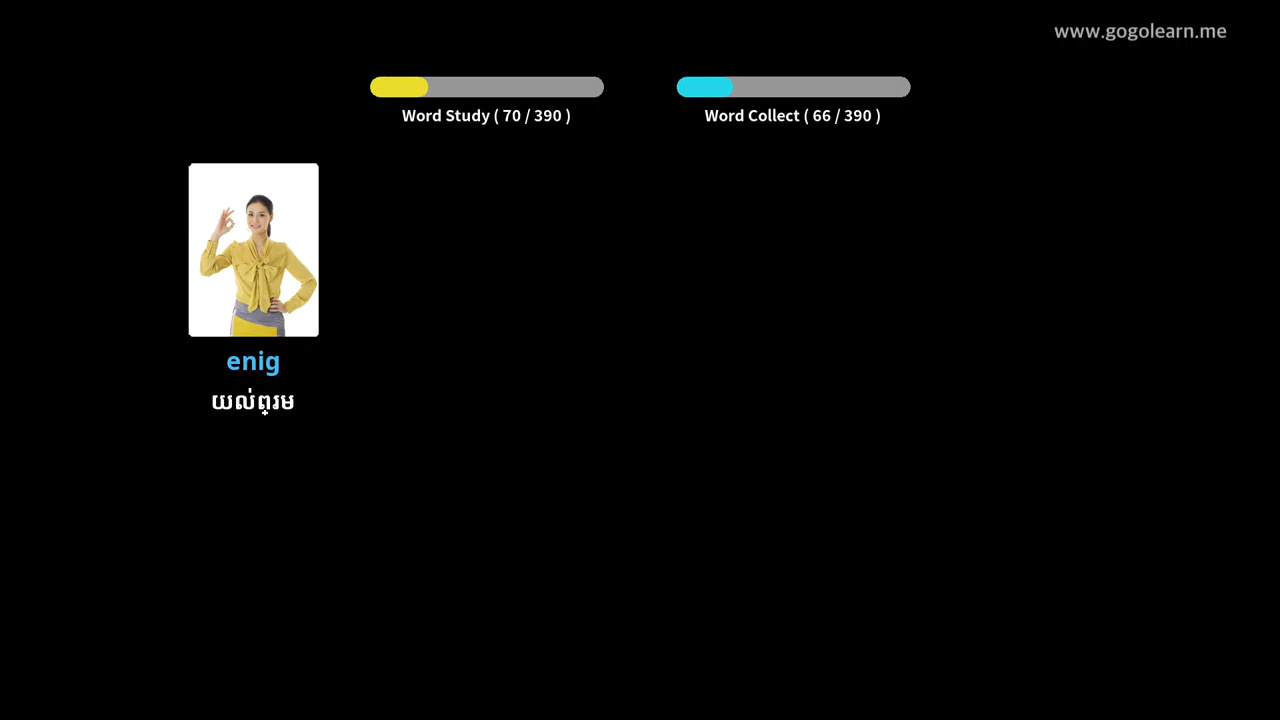 www.gogolearn.me
Word Study ( 70 / 390 )
Word Collect ( 66 / 390 )
enig
យល់ព្រម